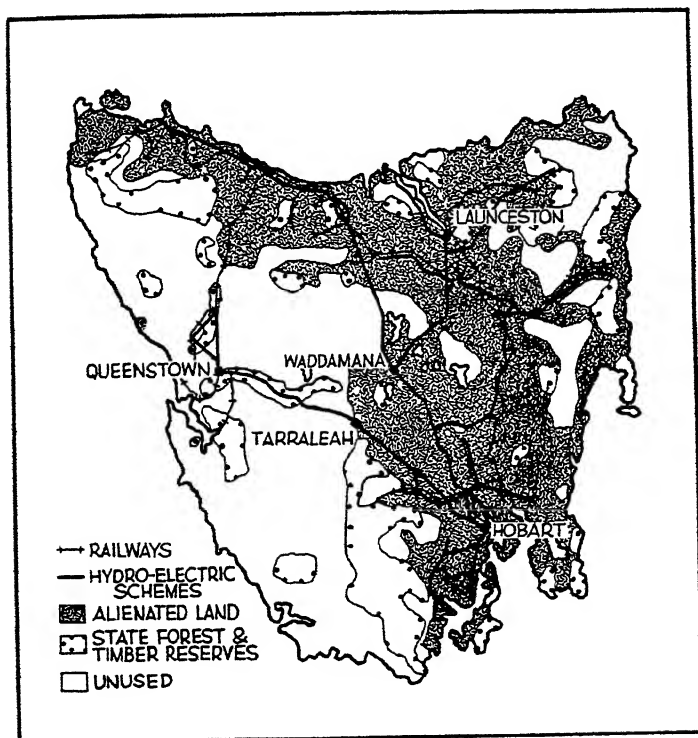 LAUNCESTON
QUEENSTOWN
WADDAMANA
TARRALEAH
HOBART
RAILWAYS
HYDRO-ELECTRIC
SCHEMES
ALIENATED LAND
STATE FOREST &
TIMBER RESERVES
UNUSED